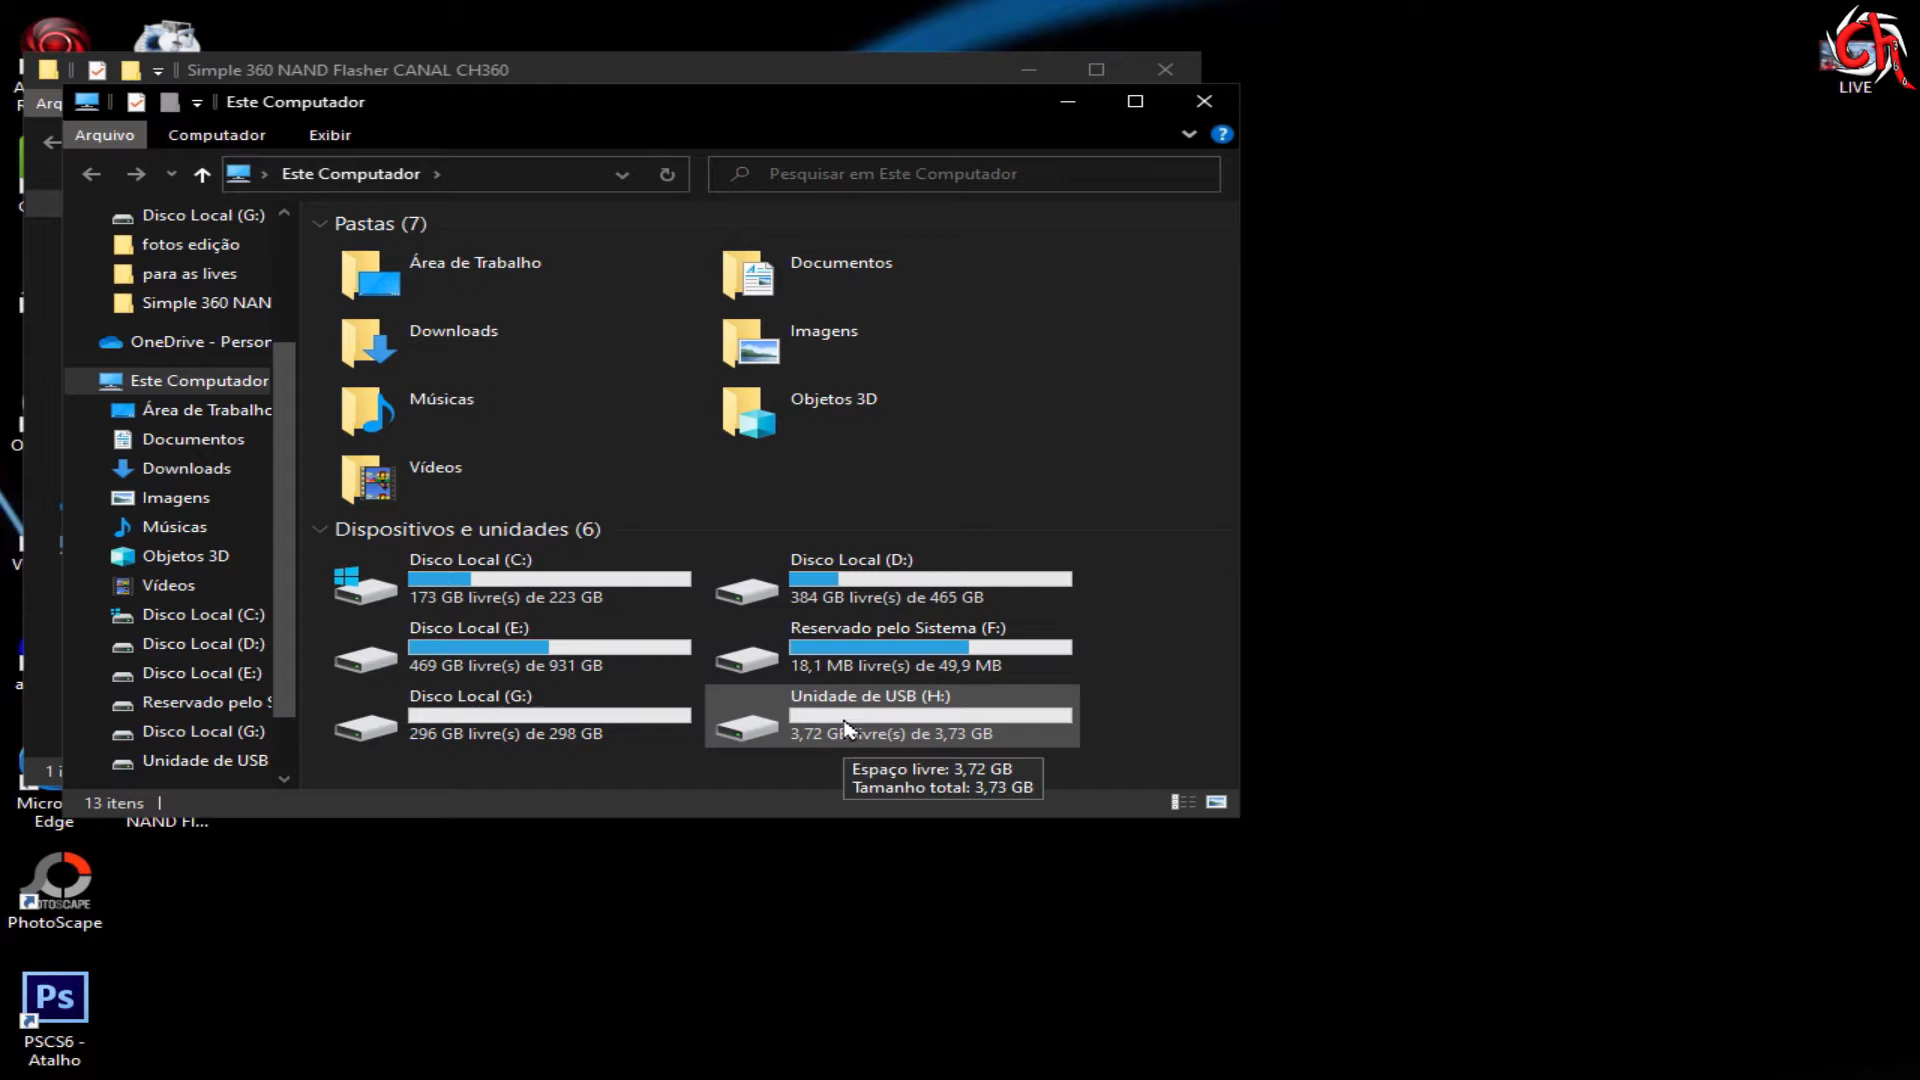 Simple 360 NAND Flasher CANAL CH360
Arq
Este Computador
Arquivo Computador Exibir
Este Computador
Pesquisar em Este Computador
Disco Local (G:)
fotos edição
para as lives
Simple 360 NAN
OneDrive - Person
Este Computador
Área de Trabalho
Documentos
Downloads
Imagens
Músicas
Objetos 3D
Vídeos
Disco Local (C:)
Disco Local (D:)
Disco Local (E:)
Reservado pelo S
Disco Local (G:)
Unidade de USB
Pastas (7)
Área de Trabalho
Documentos
Downloads
Imagens
Músicas
Objetos 3D
Vídeos
Dispositivos e unidades (6)
Disco Local (C:)
173 GB livre(s) de 223 GB
Disco Local (D:)
384 GB livre(s) de 465 GB
Disco Local (E:)
469 GB livre(s) de 931 GB
Reservado pelo Sistema (F:)
18,1 MB livre(s) de 49,9 MB
Disco Local (G:)
296 GB livre(s) de 298 GB
Unidade de USB (H:)
3,72 GB livre(s) de 3,73 GB
Espaço livre: 3,72 GB
Tamanho total: 3,73 GB
13 itens
1 i
Micro
Edge
NAND Fl...
PHOTOSCAPE
PhotoScape
Ps
PSCS6 -
Atalho
Ch
LIVE